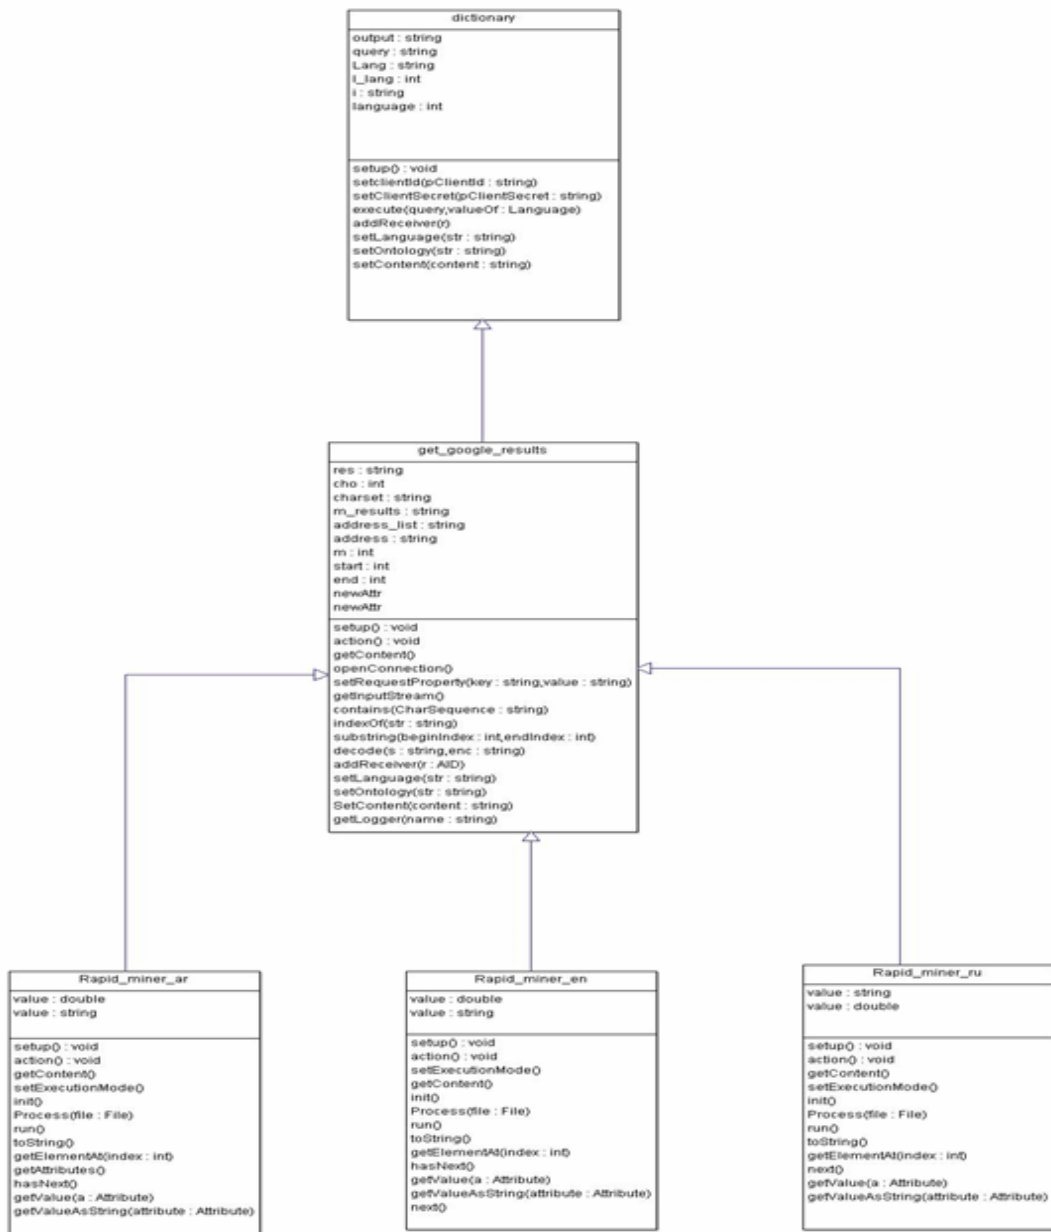 dictionary
output : string
query : string
Lang : string
l_lang : int
i : string
language : int
setup() : void
setclientId(pClientId : string)
setClientSecret(pClientSecret : string)
execute(query,valueOf : Language)
addReceiver(r)
setLanguage(str : string)
setOntology(str : string)
setContent(content : string)
get_google_results
res : string
cho : int
charset : string
m_results : string
address_list : string
address : string
m : int
start : int
end : int
newAttr
newAttr
setup() : void
action() : void
getContent()
openConnection()
setRequestProperty(key : string,value : string)
getInputStream()
contains(CharSequence : string)
indexOf(str : string)
substring(beginIndex : int,endIndex : int)
decode(s : string,enc : string)
addReceiver(r : AID)
setLanguage(str : string)
setOntology(str : string)
SetContent(content : string)
getLogger(name : string)
Rapid_miner_ar
value : double
value : string
setup() : void
action() : void
getContent()
setExecutionMode()
init()
Process(file : File)
run()
toString()
getElementAt(index : int)
getAttributes()
hasNext()
getValue(a : Attribute)
getValueAsString(attribute : Attribute)
Rapid_miner_en
value : double
value : string
setup() : void
action() : void
setExecutionMode()
getContent()
init()
Process(file : File)
run()
toString()
getElementAt(index : int)
hasNext()
getValue(a : Attribute)
getValueAsString(attribute : Attribute)
next()
Rapid_miner_ru
value : string
value : double
setup() : void
action() : void
getContent()
setExecutionMode()
init()
Process(file : File)
run()
toString()
getElementAt(index : int)
next()
getValue(a : Attribute)
getValueAsString(attribute : Attribute)